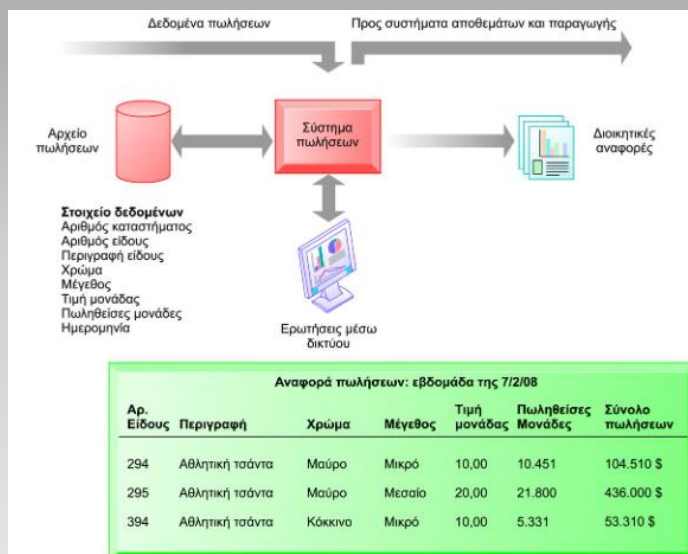 Δεδομένα πωλήσεων
Προς συστήματα αποθεμάτων και παραγωγής
Αρχείο
πωλήσεων
Σύστημα
πωλήσεων
Διοικητικές
αναφορές
Στοιχείο δεδομένων
Αριθμός καταστήματος
Αριθμός είδους
Περιγραφή είδους
Χρώμα
Μέγεθος
Τιμή μονάδας
Πωληθείσες μονάδες
Ημερομηνία
Ερωτήσεις μέσω
δικτύου
Αναφορά πωλήσεων: εβδομάδα της 7/2/08
Αρ. Είδους Περιγραφή Χρώμα Μέγεθος Τιμή μονάδας Πωληθείσες Μονάδες Σύνολο πωλήσεων
294 Αθλητική τσάντα Μαύρο Μικρό 10,00 10.451 104.510 $
295 Αθλητική τσάντα Μαύρο Μεσαίο 20,00 21.800 436.000 $
394 Αθλητική τσάντα Κόκκινο Μικρό 10,00 5.331 53.310 $